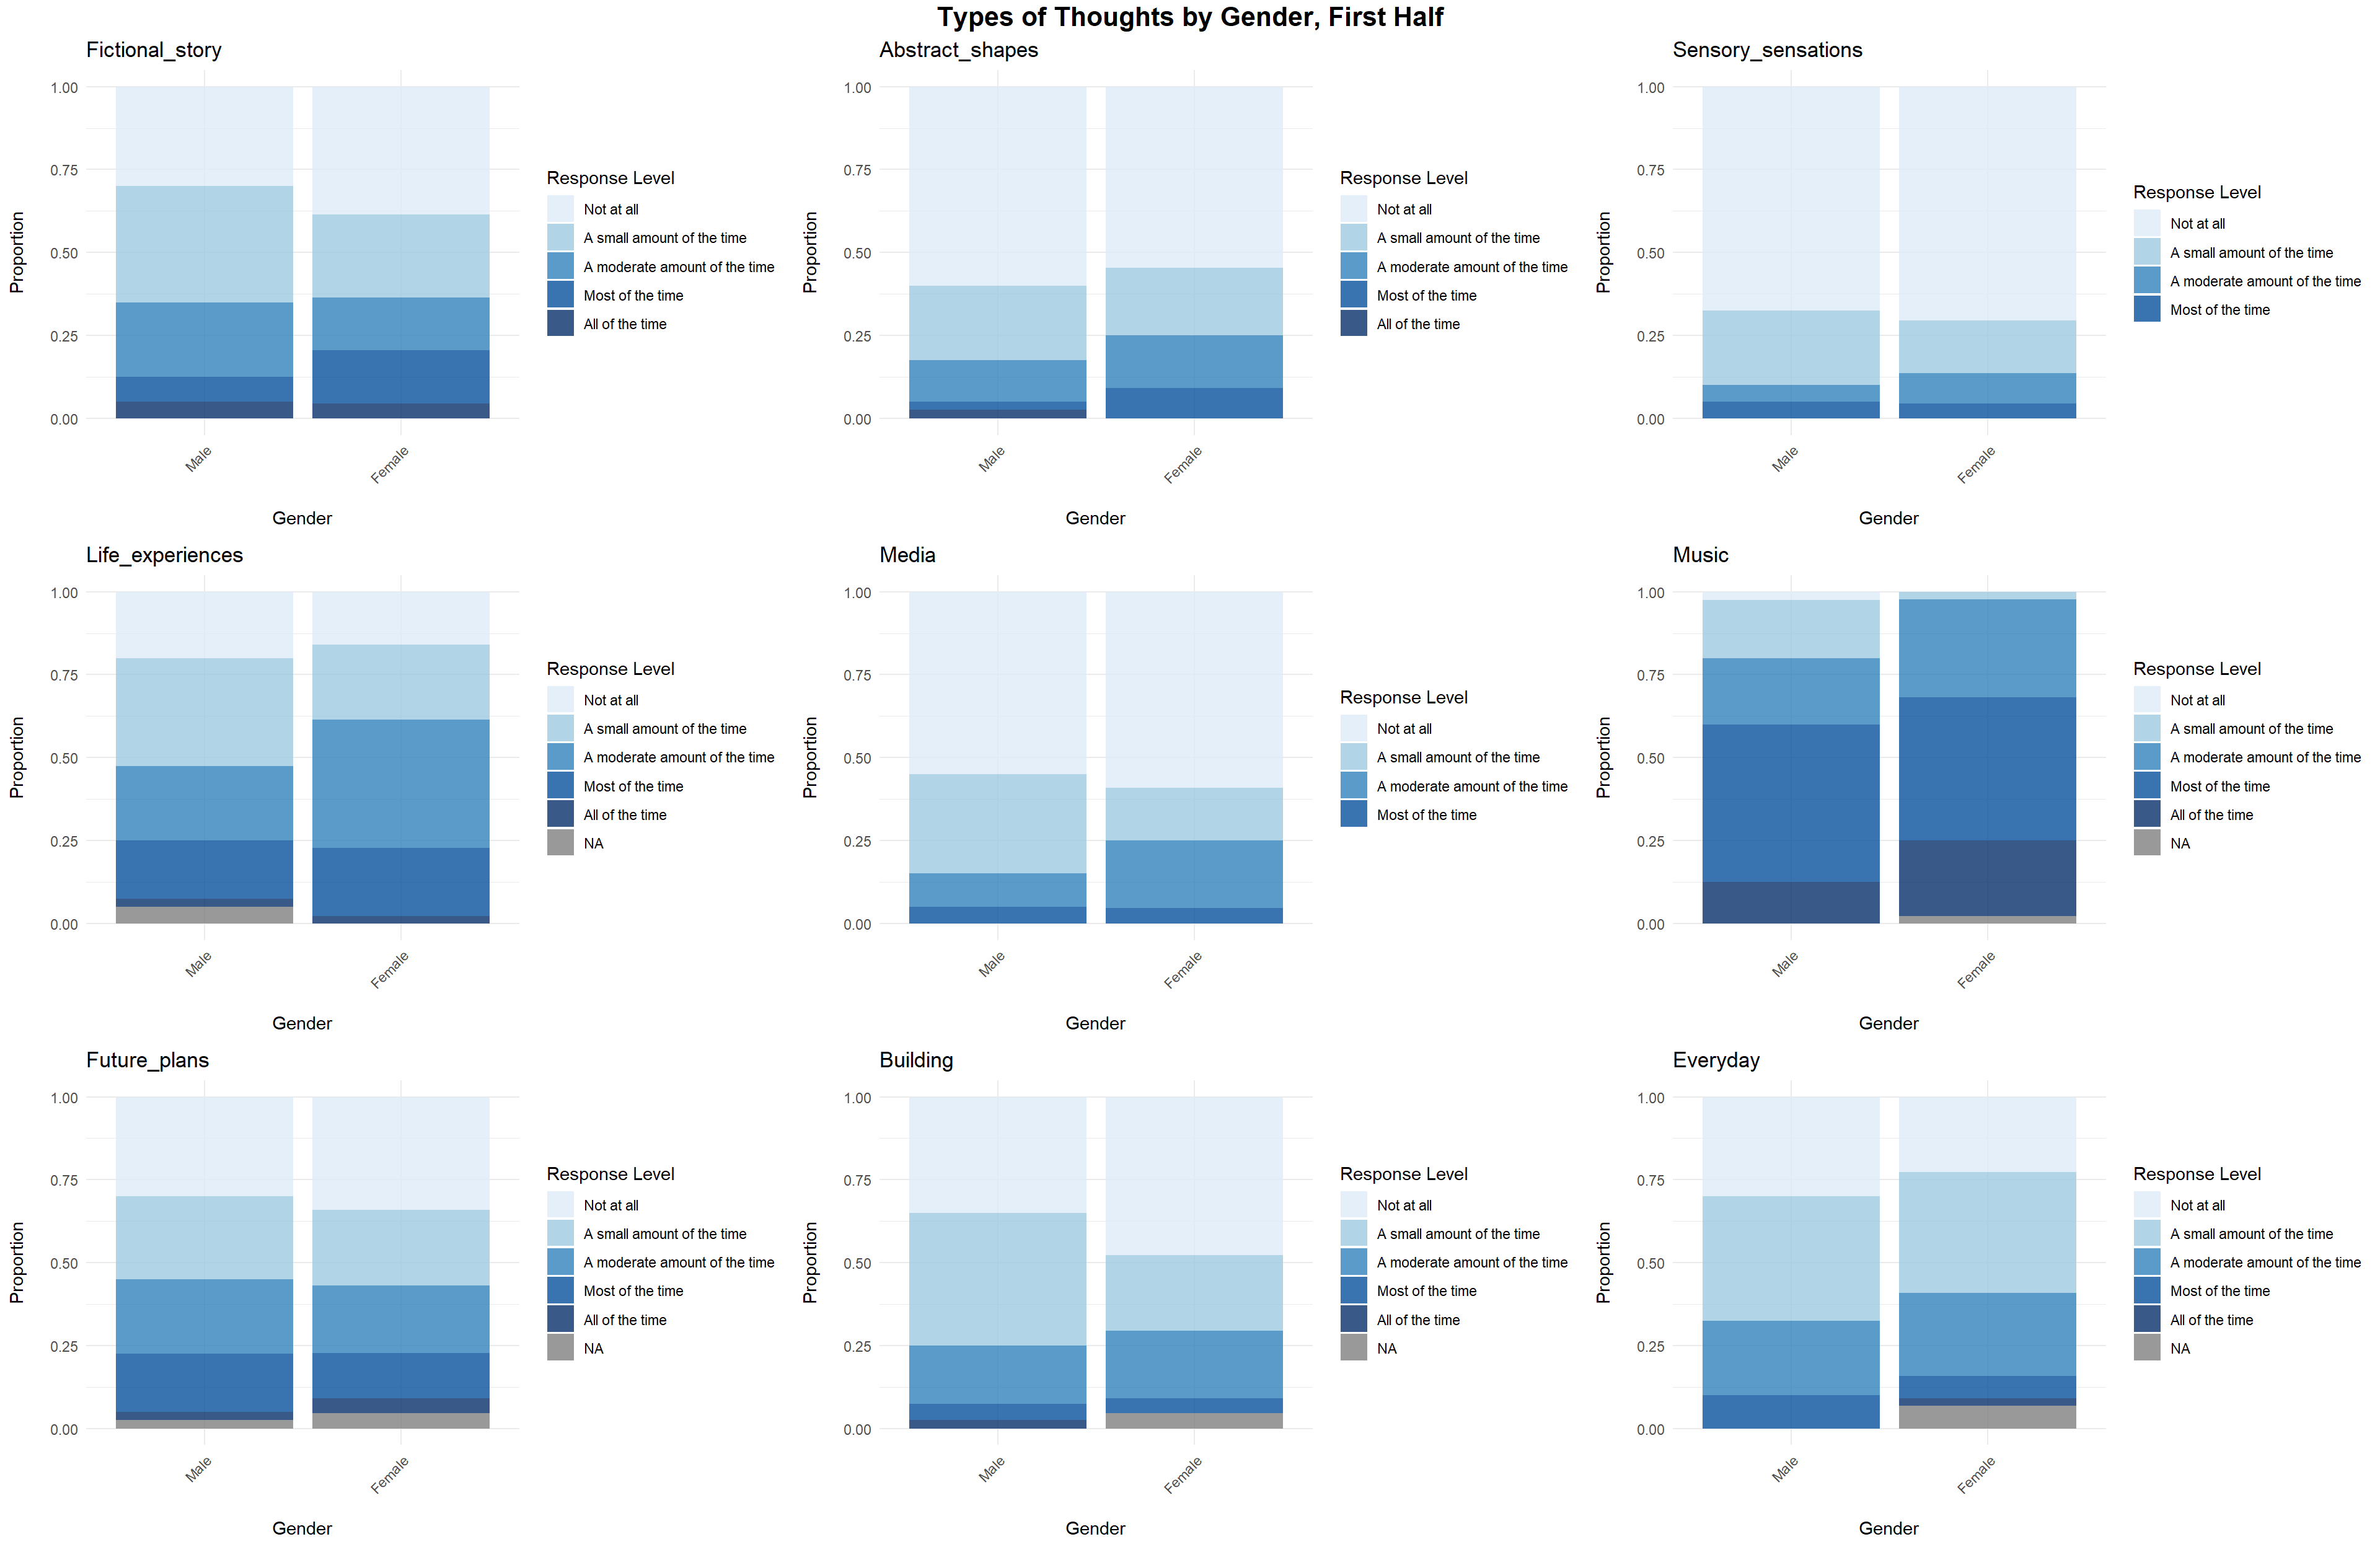 Types of Thoughts by Gender, First Half
Fictional_story
Proportion
1.00
0.75
0.50
0.25
0.00
Male
Female
Gender
Response Level
Not at all
A small amount of the time
A moderate amount of the time
Most of the time
All of the time
Abstract_shapes
Proportion
1.00
0.75
0.50
0.25
0.00
Male
Female
Gender
Response Level
Not at all
A small amount of the time
A moderate amount of the time
Most of the time
All of the time
Sensory_sensations
Proportion
1.00
0.75
0.50
0.25
0.00
Male
Female
Gender
Response Level
Not at all
A small amount of the time
A moderate amount of the time
Most of the time
Life_experiences
Proportion
1.00
0.75
0.50
0.25
0.00
Male
Female
Gender
Response Level
Not at all
A small amount of the time
A moderate amount of the time
Most of the time
All of the time
NA
Media
Proportion
1.00
0.75
0.50
0.25
0.00
Male
Female
Gender
Response Level
Not at all
A small amount of the time
A moderate amount of the time
Most of the time
Music
Proportion
1.00
0.75
0.50
0.25
0.00
Male
Female
Gender
Response Level
Not at all
A small amount of the time
A moderate amount of the time
Most of the time
All of the time
NA
Future_plans
Proportion
1.00
0.75
0.50
0.25
0.00
Male
Female
Gender
Response Level
Not at all
A small amount of the time
A moderate amount of the time
Most of the time
All of the time
NA
Building
Proportion
1.00
0.75
0.50
0.25
0.00
Male
Female
Gender
Response Level
Not at all
A small amount of the time
A moderate amount of the time
Most of the time
All of the time
NA
Everyday
Proportion
1.00
0.75
0.50
0.25
0.00
Male
Female
Gender
Response Level
Not at all
A small amount of the time
A moderate amount of the time
Most of the time
All of the time
NA